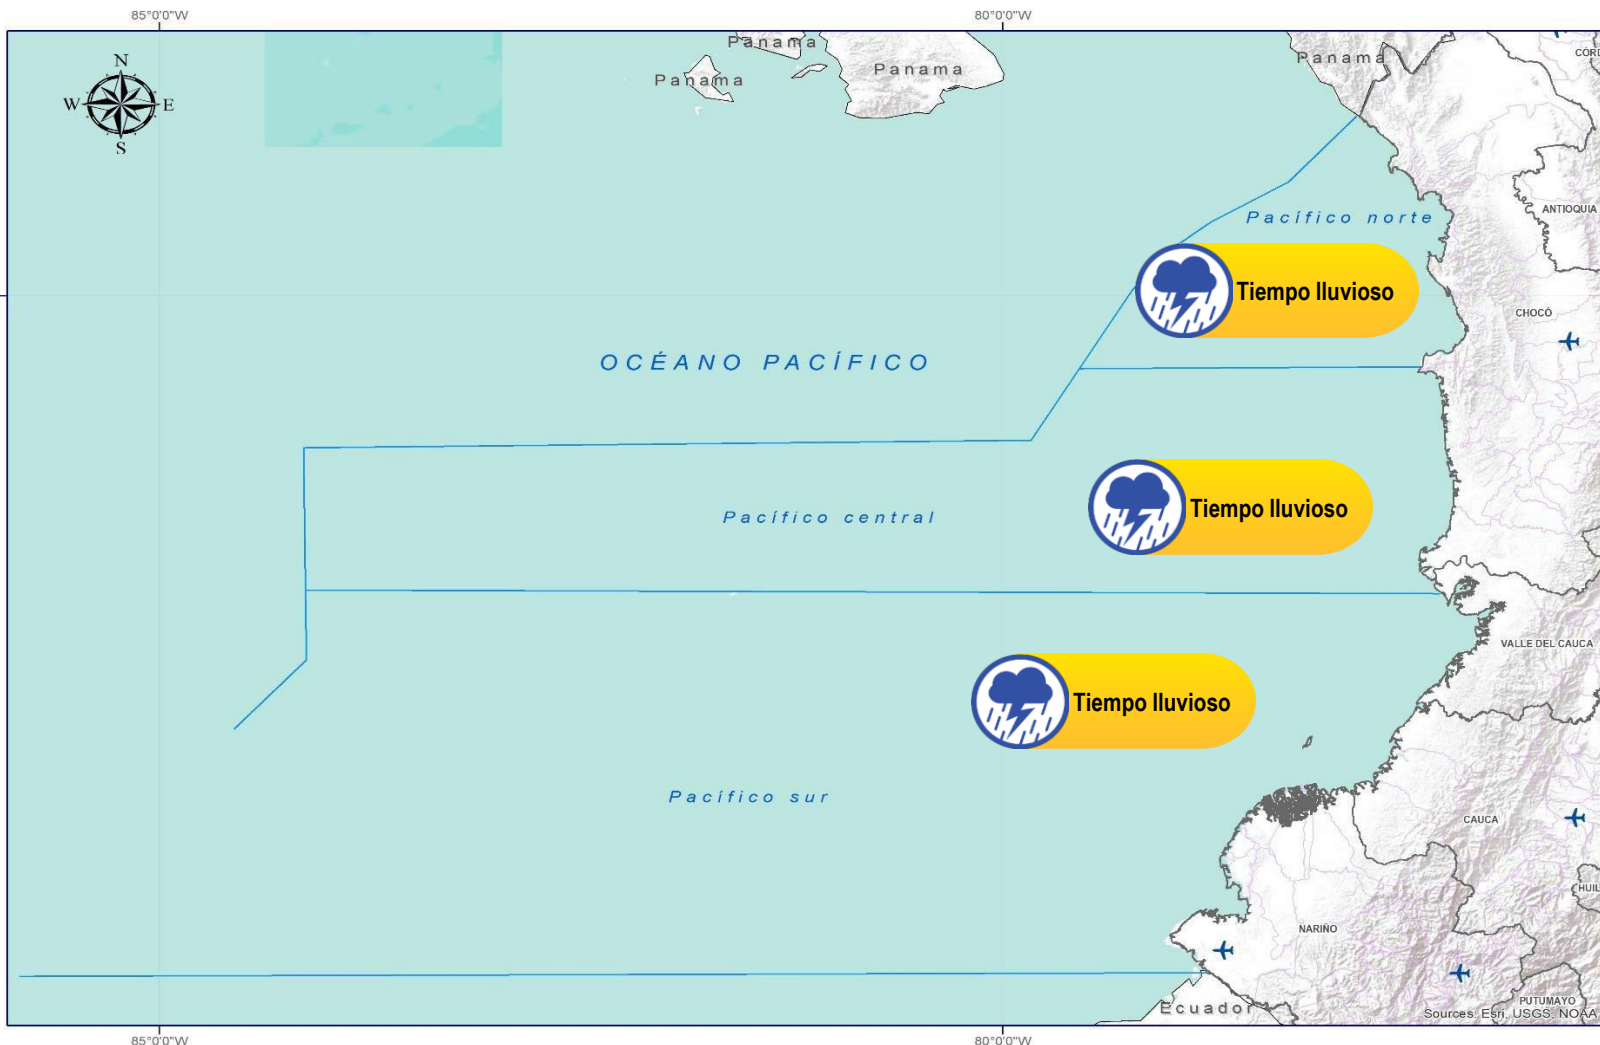 85°0'0"W
80°0'0"W
N
W
E
S
Panama
Panama
Panama
Panama
CÓRD
Pacífico norte
ANTIOQUIA
Tiempo lluvioso
CHOCÓ
OCÉANO PACÍFICO
Tiempo lluvioso
Pacífico central
VALLE DEL CAUCA
Tiempo lluvioso
Pacífico sur
CAUCA
HUIL
NARIÑO
PUTUMAYO
Ecuador
Sources: Esri, USGS, NOAA
85°0'0"W
80°0'0"W